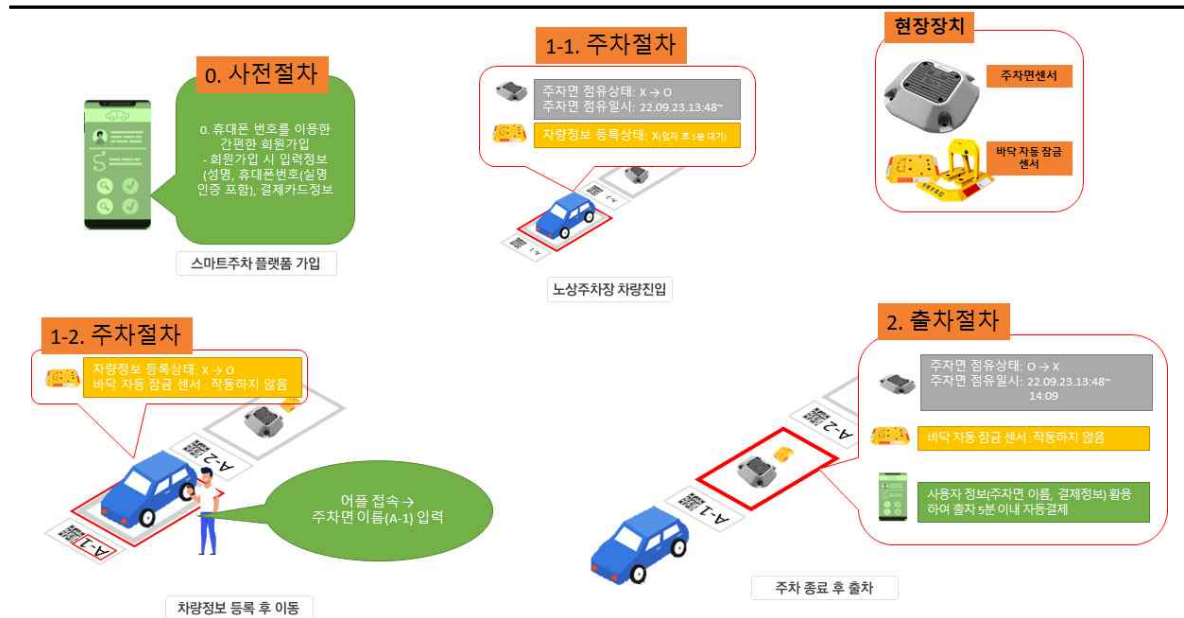 0. 사전절차
0. 휴대폰 번호를 이용한
간편한 회원가입
- 회원가입 시 입력정보
(성명, 휴대폰번호(실명
인증 포함), 결제카드정보
스마트주차 플랫폼 가입
1-1. 주차절차
주차면 점유상태: X → O
주차면 점유일시: 22.09.23.13:48~
차량정보 등록상태: X(입차 후 5분 대기)
A-2
A-1
노상주차장 차량진입
현장장치
주차면센서
바닥 자동 잠금
센서
1-2. 주차절차
차량정보 등록상태: X → O
바닥 자동 잠금 센서 : 작동하지 않음
A-2
A-1
어플 접속 →
주차면 이름(A-1) 입력
차량정보 등록 후 이동
2. 출차절차
주차면 점유상태: O → X
주차면 점유일시: 22.09.23.13:48~
14:09
바닥 자동 잠금 센서 : 작동하지 않음
사용자 정보(주차면 이름, 결제정보) 활용
하여 출차 5분 이내 자동결제
A-2
A-1
주차 종료 후 출차